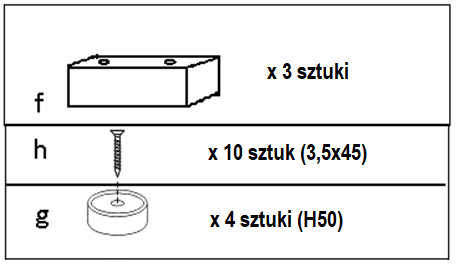 f x 3 sztuki
h x 10 sztuk (3,5x45)
g x 4 sztuki (H50)